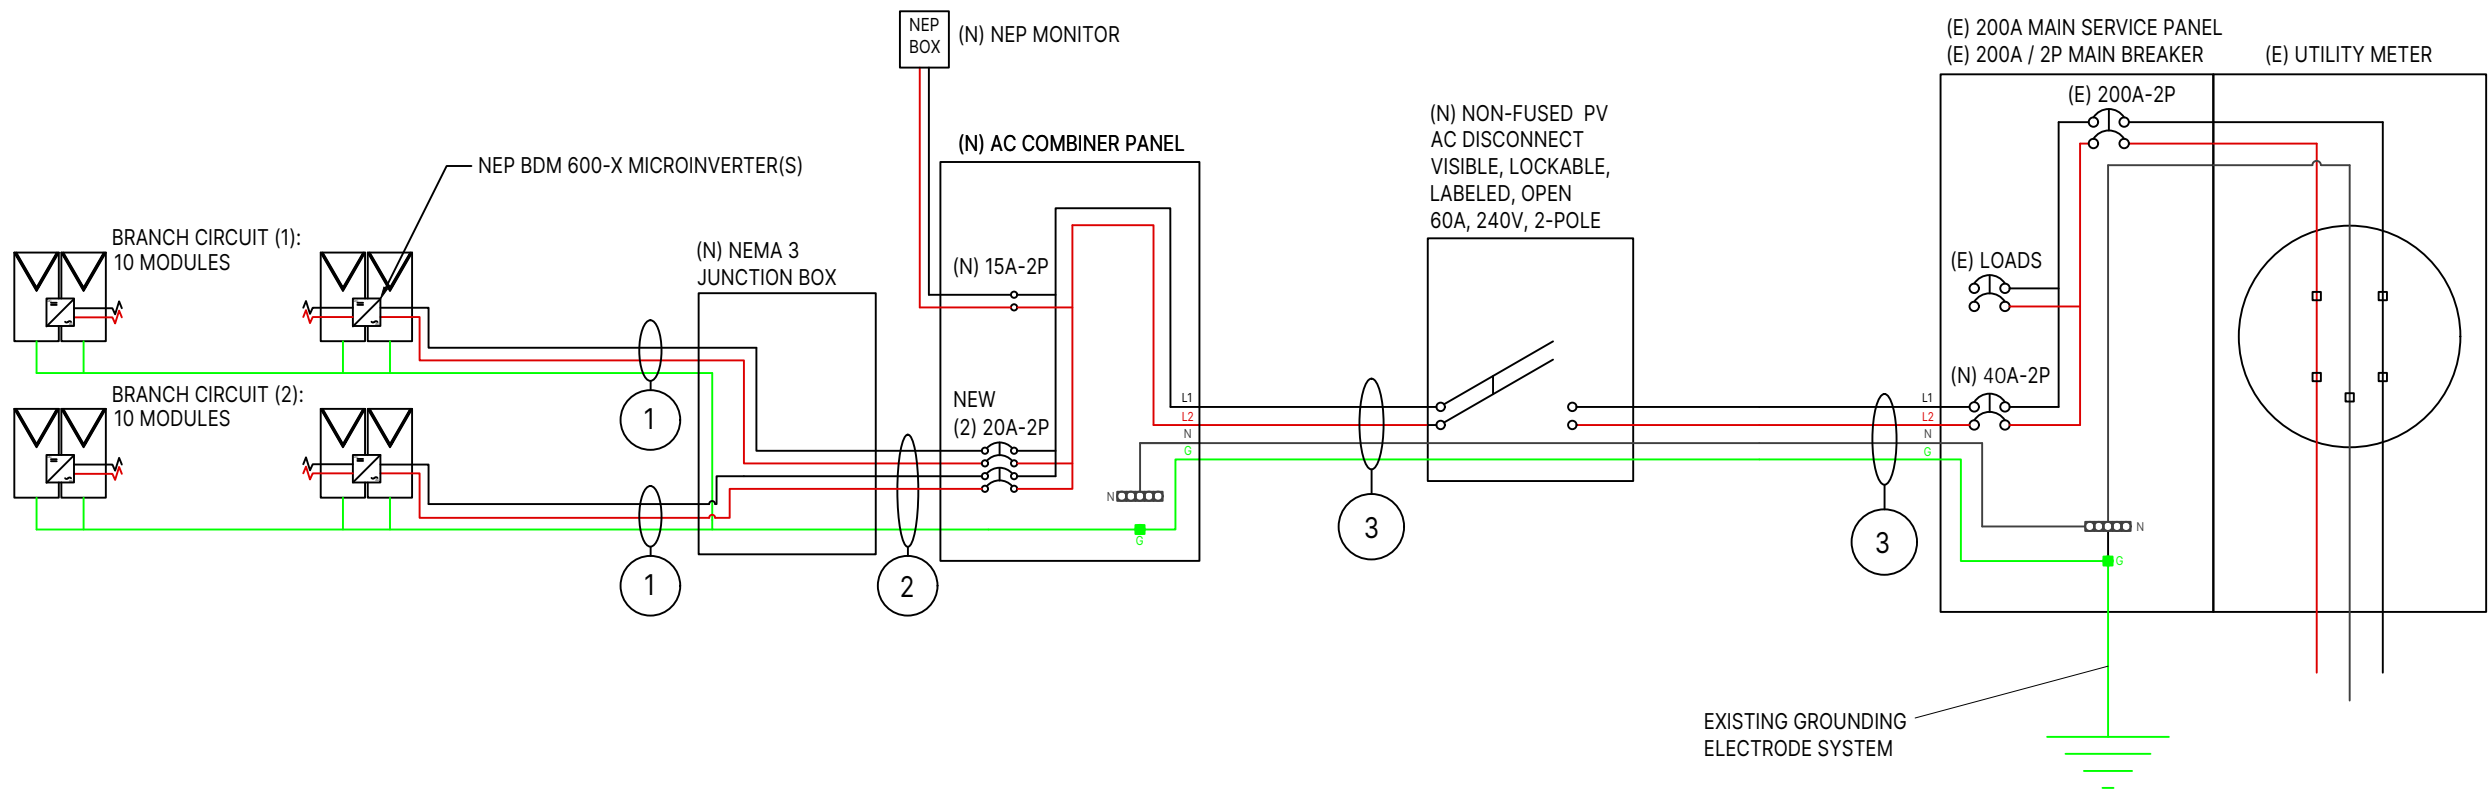 NEP
BOX
(N) NEP MONITOR
(E) 200A MAIN SERVICE PANEL
(E) 200A / 2P MAIN BREAKER
(E) UTILITY METER
(E) 200A-2P
(N) NON-FUSED PV
AC DISCONNECT
VISIBLE, LOCKABLE,
LABELED, OPEN
60A, 240V, 2-POLE
(N) AC COMBINER PANEL
NEP BDM 600-X MICROINVERTER(S)
BRANCH CIRCUIT (1):
10 MODULES
(N) NEMA 3
JUNCTION BOX
(N) 15A-2P
(E) LOADS
BRANCH CIRCUIT (2):
10 MODULES
NEW
(2) 20A-2P
(N) 40A-2P
L1
L2
N
G
L1
L2
N
G
1
N
G
3
3
N
G
1
2
EXISTING GROUNDING
ELECTRODE SYSTEM